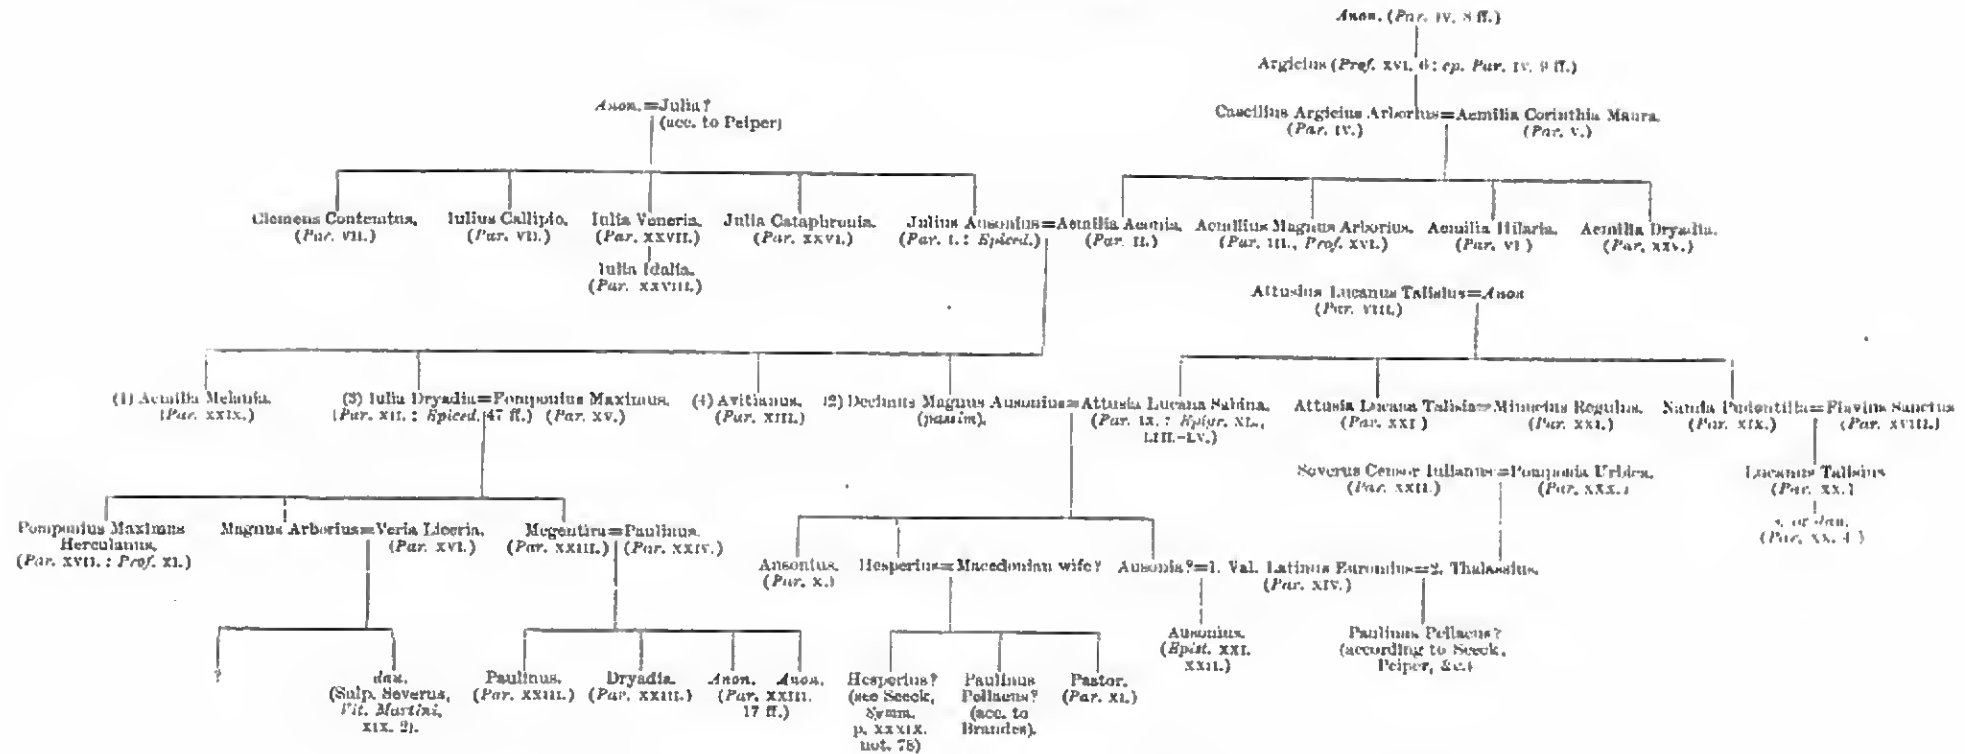 Anon. (Par. IV. 8 ff.)
Argicius (Prof. XVI. 6: cp. Par. IV. 9 ff.)
Anon.=Julia?
(acc. to Peiper)
Caecilius Argicius Arborius=Aemilia Corinthia Maura.
(Par. IV.) (Par. V.)
Clemens Contemtus. Iulius Callipio. Iulia Veneria. Julia Cataphronia. Julius Ausonius=Aemilia Aeonia. Aemilius Magnus Arborius. Aemilia Hilaria. Aemilia Dryadia.
(Par. VII.) (Par. VII.) (Par. XXVII.) (Par. XXVI.) (Par. I.: Epiced.) (Par. II.) (Par. III., Prof. XVI.) (Par. VI) (Par. XXV.)
Iulia Idalia.
(Par. XXVIII.)
Attusius Lucanus Talisius=Anon
(Par. VIII.)
(1) Aemilia Melania. (3) Iulia Dryadia=Pomponius Maximus. (4) Avitianus. (2) Decimus Magnus Ausonius=Attusia Lucana Sabina. Attusia Lucana Talisia=Minucius Regulus. Namia Pudentilla=Flavius Sanctus
(Par. XXIX.) (Par. XII.: Epiced. 47 ff.) (Par. XV.) (Par. XIII.) (passim). (Par. IX.: Epigr. XL., (Par. XXI) (Par. XXI.) (Par. XIX.) (Par. XVIII.)
LIII.-LV.)
Severus Censor Iulianus=Pomponia Urbica. Lucanus Talisius
(Par. XXII.) (Par. XXX.) (Par. XX.)
s. or dau.
(Par. XX. 4.)
Pomponius Maximus Magnus Arborius=Veria Liceria. Megentira=Paulinus.
Herculanus. (Par. XVI.) (Par. XXIII.) (Par. XXIV.)
(Par. XVII.: Prof. XI.)
Ausonius. Hesperius=Macedonian wife? Ausonia?=1. Val. Latinus Euromius=2. Thalassius.
(Par. X.) (Par. XIV.)
Ausonius. Paulinus Pellaeus?
(Epist. XXI. (according to Seeck,
XXII.) Peiper, &c.)
? dau. Paulinus. Dryadia. Anon. Anon. Hesperius? Paulinus Pastor.
(Sulp. Severus, (Par. XXIII.) (Par. XXIII.) (Par. XXIII. (see Seeck, Pellaeus? (Par. XI.)
Vit. Martini, 17 ff.) Symm. (acc. to
XIX. 2). p. XXXIX. Brandes).
not. 78)